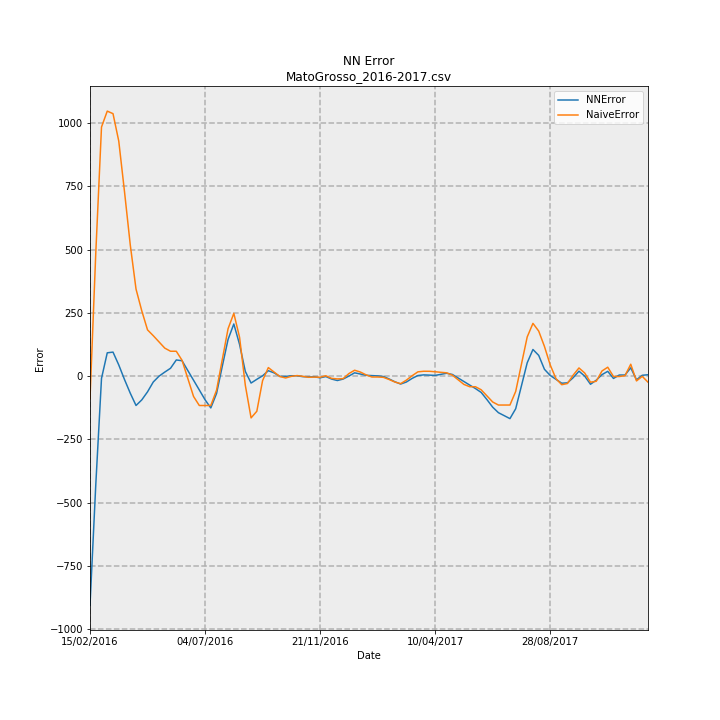 NN Error
MatoGrosso_2016-2017.csv
NNError
NaiveError
1000
750
500
250
0
−250
−500
−750
−1000
Error
15/02/2016
04/07/2016
21/11/2016
10/04/2017
28/08/2017
Date